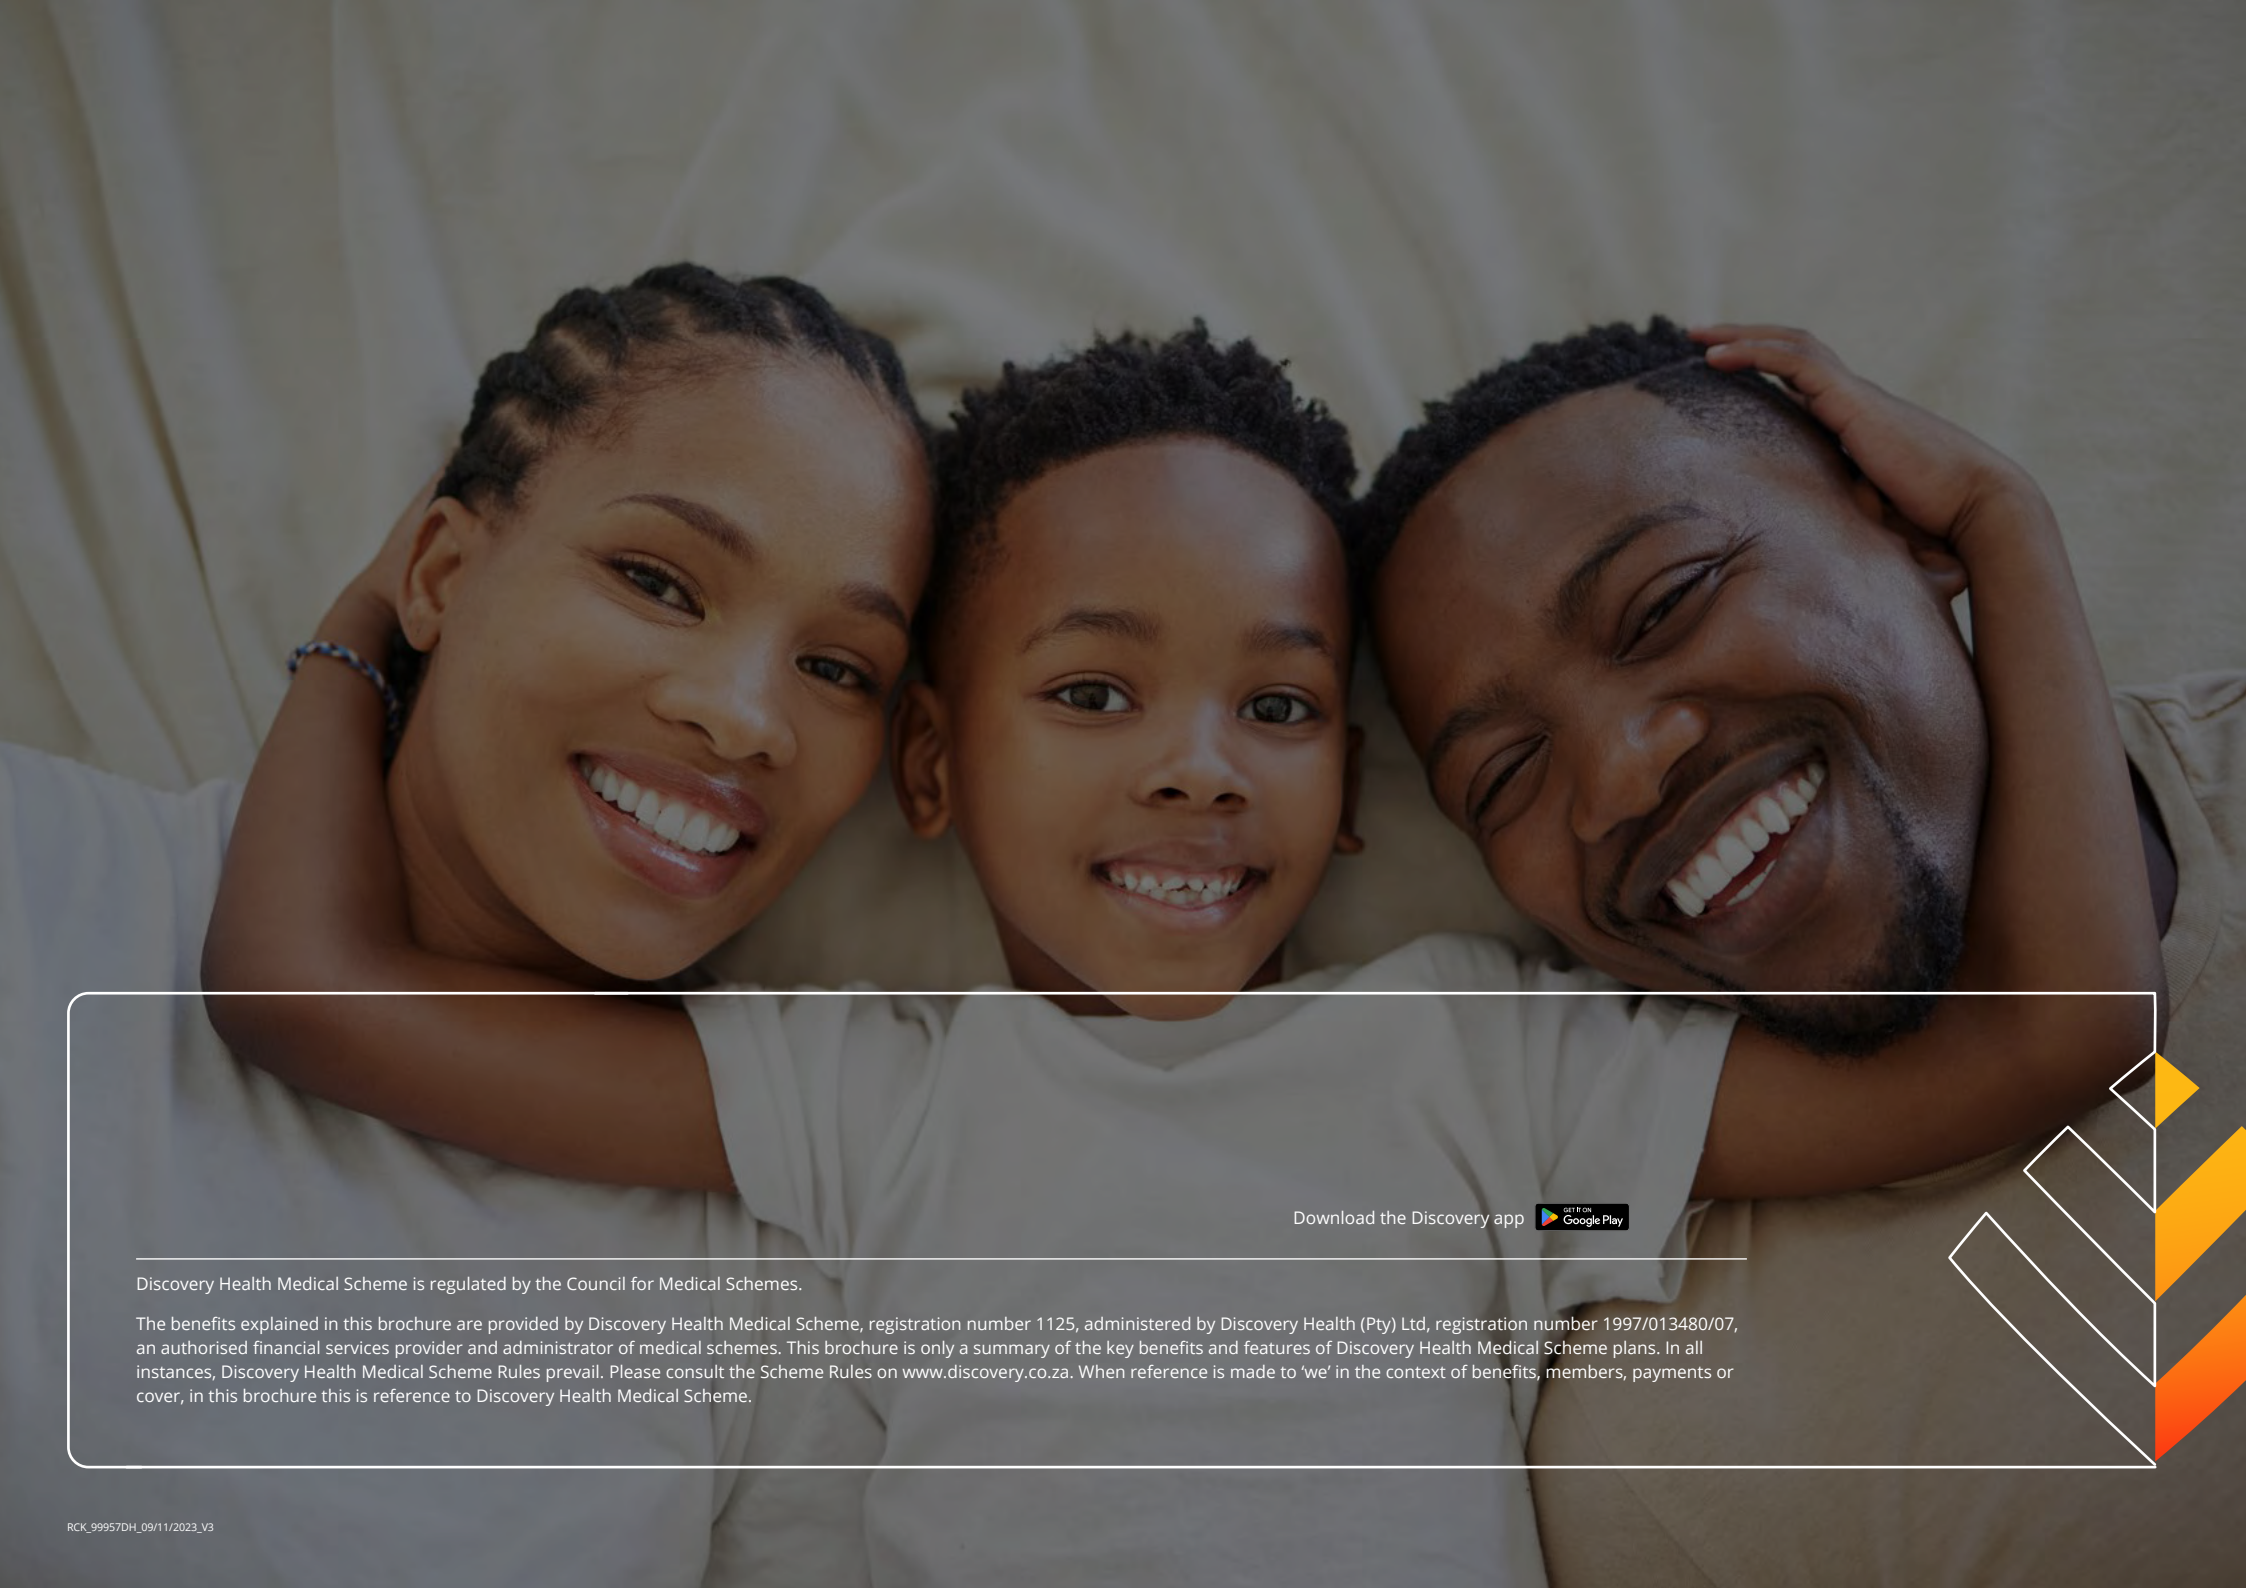 Download the Discovery app
GET IT ON
Google Play
Discovery Health Medical Scheme is regulated by the Council for Medical Schemes.
The benefits explained in this brochure are provided by Discovery Health Medical Scheme, registration number 1125, administered by Discovery Health (Pty) Ltd, registration number 1997/013480/07,
an authorised financial services provider and administrator of medical schemes. This brochure is only a summary of the key benefits and features of Discovery Health Medical Scheme plans. In all
instances, Discovery Health Medical Scheme Rules prevail. Please consult the Scheme Rules on www.discovery.co.za. When reference is made to ‘we’ in the context of benefits, members, payments or
cover, in this brochure this is reference to Discovery Health Medical Scheme.
RCK_99957DH_09/11/2023_V3